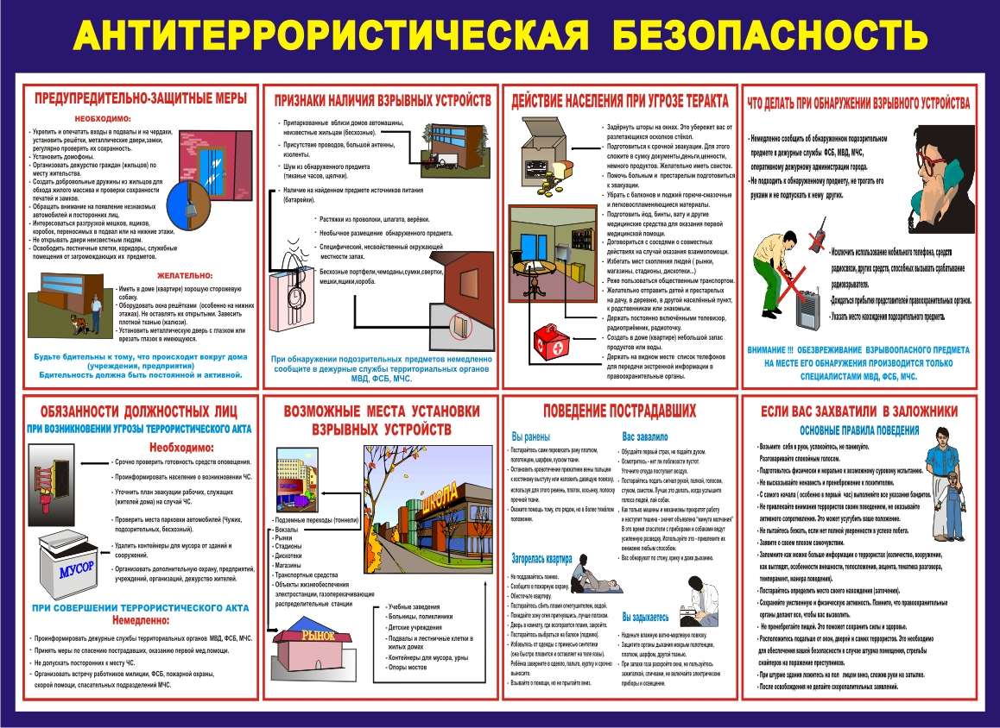 АНТИТЕРРОРИСТИЧЕСКАЯ БЕЗОПАСНОСТЬ
ПРЕДУПРЕДИТЕЛЬНО-ЗАЩИТНЫЕ МЕРЫ
НЕОБХОДИМО:
- Укрепить и опечатать входы в подвалы и на чердаки,
установить решётки, металлические двери,замки,
регулярно проверять их сохранность.
- Установить домофоны.
- Организовать дежурство граждан (жильцов) по
месту жительства.
- Создать добровольные дружины из жильцов для
обхода жилого массива и проверки сохранности
печатей и замков.
- Обращать внимание на появление незнакомых
автомобилей и посторонних лиц.
- Интересоваться разгрузкой мешков, ящиков,
коробок, переносимых в подвал или на нижние этажи.
- Не открывать двери неизвестным людям.
- Освободить лестничные клетки, коридоры, служебные
помещения от загромождающих их предметов.
ЖЕЛАТЕЛЬНО:
- Иметь в доме (квартире) хорошую сторожевую
собаку.
- Оборудовать окна решётками (особенно на нижних
этажах). Не оставлять их открытыми. Завесить
плотной тканью (жалюзи).
- Установить металлическую дверь с глазком или
врезать глазок в имеющуюся.
Будьте бдительны к тому, что происходит вокруг дома
(учреждения, предприятия)
Бдительность должна быть постоянной и активной.
ПРИЗНАКИ НАЛИЧИЯ ВЗРЫВНЫХ УСТРОЙСТВ
- Припаркованные вблизи домов автомашины,
неизвестные жильцам (бесхозные).
- Присутствие проводов, большой антенны,
изоленты.
- Шум из обнаруженного предмета
(тиканье часов, щелчки).
- Наличие на найденном предмете источников питания
(батарейки).
- Растяжки из проволоки, шпагата, верёвки.
- Необычное размещение обнаруженного предмета.
- Специфический, несвойственный окружающей
местности запах.
- Бесхозные портфели,чемоданы,сумки,свертки,
мешки,ящики,короба.
При обнаружении подозрительных предметов немедленно
сообщите в дежурные службы территориальных органов
МВД, ФСБ, МЧС.
ДЕЙСТВИЕ НАСЕЛЕНИЯ ПРИ УГРОЗЕ ТЕРАКТА
- Задёрнуть шторы на окнах. Это убережет вас от
разлетающихся осколков стёкол.
- Подготовиться к срочной эвакуации. Для этого
сложите в сумку документы,деньги,ценности,
немного продуктов. Желательно иметь свисток.
- Помочь больным и престарелым подготовиться
к эвакуации.
- Убрать с балконов и лоджий горюче-смазочные
и легковоспламеняющиеся материалы.
- Подготовить йод, бинты, вату и другие
медицинские средства для оказания первой
медицинской помощи.
- Договориться с соседями о совместных
действиях на случай оказания взаимопомощи.
- Избегать мест скопления людей ( рынки,
магазины, стадионы, дискотеки...)
- Реже пользоваться общественным транспортом.
- Желательно отправить детей и престарелых
на дачу, в деревню, в другой населённый пункт,
к родственникам или знакомым.
- Держать постоянно включёнными телевизор,
радиоприёмник, радиоточку.
- Создать в доме (квартире) небольшой запас
продуктов или воды.
- Держать на видном месте список телефонов
для передачи экстренной информации в
правоохранительные органы.
ЧТО ДЕЛАТЬ ПРИ ОБНАРУЖЕНИИ ВЗРЫВНОГО УСТРОЙСТВА
- Немедленно сообщить об обнаруженном подозрительном
предмете в дежурные службы ФСБ, МВД, МЧС,
оперативному дежурному администрации города.
- Не подходить к обнаруженному предмету, не трогать его
руками и не подпускать к нему других.
- Исключить использование мобильного телефона, средств
радиосвязи, других средств, способных вызывать срабатывание
радиовзрывателя.
-Дождаться прибытия представителей правоохранительных органов.
- Указать место нахождения подозрительного предмета.
ВНИМАНИЕ !!! ОБЕЗВРЕЖИВАНИЕ ВЗРЫВООПАСНОГО ПРЕДМЕТА
НА МЕСТЕ ЕГО ОБНАРУЖЕНИЯ ПРОИЗВОДИТСЯ ТОЛЬКО
СПЕЦИАЛИСТАМИ МВД, ФСБ, МЧС.
ОБЯЗАННОСТИ ДОЛЖНОСТНЫХ ЛИЦ
ПРИ ВОЗНИКНОВЕНИИ УГРОЗЫ ТЕРРОРИСТИЧЕСКОГО АКТА
Необходимо:
- Срочно проверить готовность средств оповещения.
- Проинформировать население о возникновении ЧС.
- Уточнить план эвакуации рабочих, служащих
(жителей дома) на случай ЧС.
- Проверить места парковки автомобилей (Чужих,
подозрительных, бесхозный).
- Удалить контейнеры для мусора от зданий и
сооружений.
- Организовать дополнительную охрану, предприятий,
учреждений, организаций, дежурство жителей.
МУСОР
ПРИ СОВЕРШЕНИИ ТЕРРОРИСТИЧЕСКОГО АКТА
Немедленно:
- Проинформировать дежурные службы территориальных органов МВД, ФСБ, МЧС.
- Принять меры по спасению пострадавших, оказанию первой мед.помощи.
- Не допускать посторонних к месту ЧС.
- Организовать встречу работников милиции, ФСБ, пожарной охраны,
скорой помощи, спасательных подразделений МЧС.
ВОЗМОЖНЫЕ МЕСТА УСТАНОВКИ
ВЗРЫВНЫХ УСТРОЙСТВ
ШКОЛА
- Подземные переходы (тоннели)
- Вокзалы
- Рынки
- Стадионы
- Дискотеки
- Магазины
- Транспортные средства
- Объекты жизнеобеспечения
электростанции, газоперекачивающие
распределительные станции
РЫНОК
- Учебные заведения
- Больницы, поликлиники
- Детские учреждения
- Подвалы и лестничные клетки в
жилых домах
- Контейнеры для мусора, урны
- Опоры мостов
ПОВЕДЕНИЕ ПОСТРАДАВШИХ
Вы ранены
- Постарайтесь сами перевязать рану платком,
полотенцем, шарфом, куском ткани.
- Остановить кровотечение прижатием вены пальцем
к костному выступу или наложить давящую повязку,
используя для этого ремень, платок, косынку, полоску
прочной ткани.
- Окажите помощь тому, кто рядом, но в более тяжёлом
положении.
Загорелась квартира
- Не поддавайтесь панике.
- Сообщите в пожарную охрану.
- Обесточьте квартиру.
- Постарайтесь сбить пламя огнетушителем, водой.
- Покидайте зону огня пригнувшись, лучше ползком.
- Дверь в комнату, где возгорается пламя, закройте.
- Постарайтесь выбраться на балкон (лоджию).
- Избавьтесь от одежды с примесью синтетики
(она быстро плавится и оставляет на теле язвы).
Ребёнка заверните в одеяло, пальто, куртку и срочно
выносите.
- Взывайте о помощи, но не прыгайте вниз.
Вас завалило
- Обуздайте первый страх, не падайте духом.
- Осмотритесь - нет ли поблизости пустот.
Уточните откуда поступает воздух.
- Постарайтесь подать сигнал рукой, палкой, голосом,
стуком, свистком. Лучше это делать, когда услышите
голоса людей, лай собак.
- Как только машины и механизмы прекратят работу
и наступит тишина - значит объявлена "минута молчания"
В это время спасатели с приборами и собаками ведут
усиленную разведку. Используйте это - привлеките их
внимание любым способом.
- Вас обнаружат по стону, крику и даже дыханию.
Вы задыхаетесь
- Наденьте влажную ватно-марлевую повязку.
- Защитите органы дыхания мокрым полотенцем,
платком, шарфом, другой тканью.
- При запахе газа раскройте окна, не пользуйтесь
зажигалкой, спичками, не включайте электрические
приборы и освещение.
ЕСЛИ ВАС ЗАХВАТИЛИ В ЗАЛОЖНИКИ
ОСНОВНЫЕ ПРАВИЛА ПОВЕДЕНИЯ
- Возьмите себя в руки, успокойтесь, не паникуйте.
Разговаривайте спокойным голосом.
- Подготовьтесь физически и морально к возможному суровому испытанию.
- Не высказывайте ненависть и пренебрежение к похитителям.
- С самого начала ( особенно в первый час) выполняйте все указания бандитов.
- Не привлекайте внимания террористов своим поведением, не оказывайте
активного сопротивления. Это может усугубить ваше положение.
- Не пытайтесь бежать, если нет полной уверенности в успехе побега.
- Заявите о своем плохом самочувствии.
- Запомните как можно больше информации о террористах (количество, вооружение,
как выглядят, особенности внешности, телосложения, акцента, тематика разговора,
темперамент, манера поведения).
- Постарайтесь определить место своего нахождения (заточения).
- Сохраняйте умственную и физическую активность. Помните, что правоохранительные
органы делают все, чтобы вас вызволить.
- Не пренебрегайте пищей. Это поможет сохранить силы и здоровье.
- Расположитесь подальше от окон, дверей и самих террористов. Это необходимо
для обеспечения вашей безопасности в случае штурма помещения, стрельбы
снайперов на поражение преступников.
- При штурме здания ложитесь на пол лицом вниз, сложив руки на затылке.
- После освобождения не делайте скоропалительных заявлений.